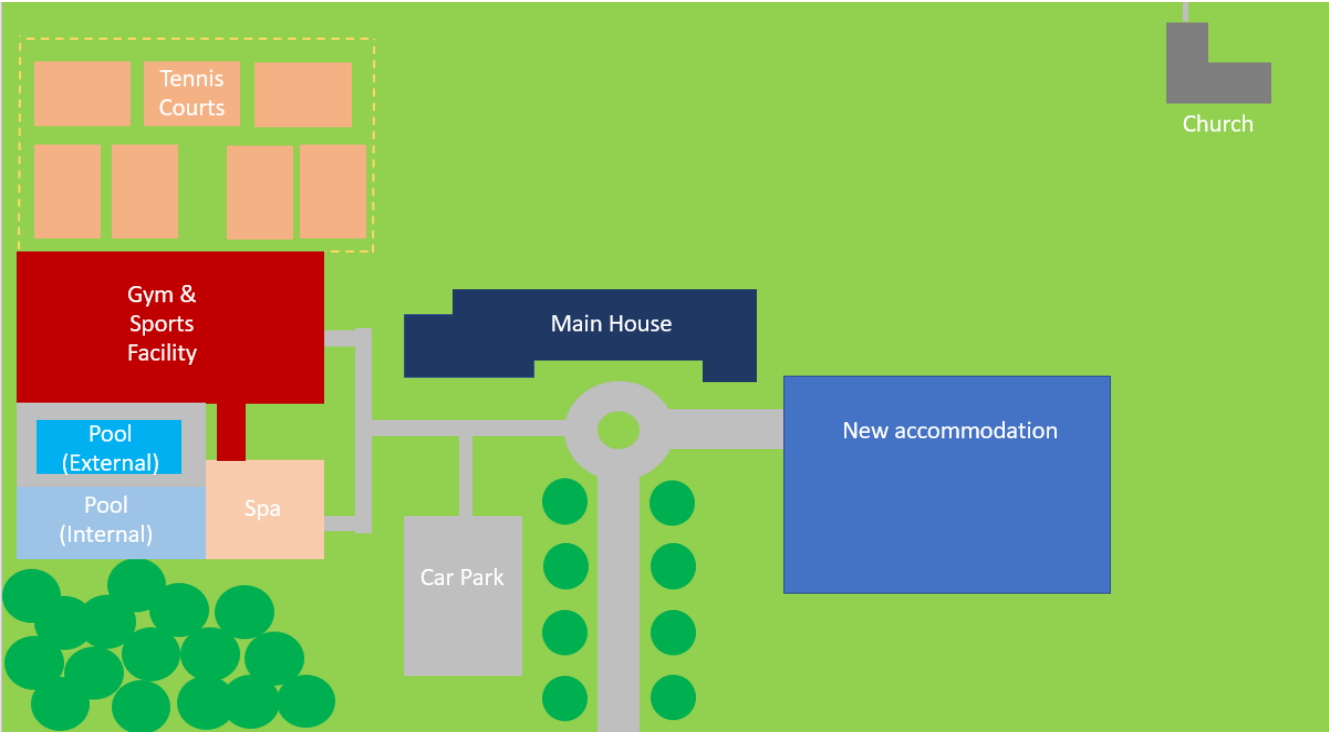 Tennis
Courts
Church
Gym &
Sports
Facility
Main House
New accommodation
Pool
(External)
Pool
(Internal)
Spa
Car Park